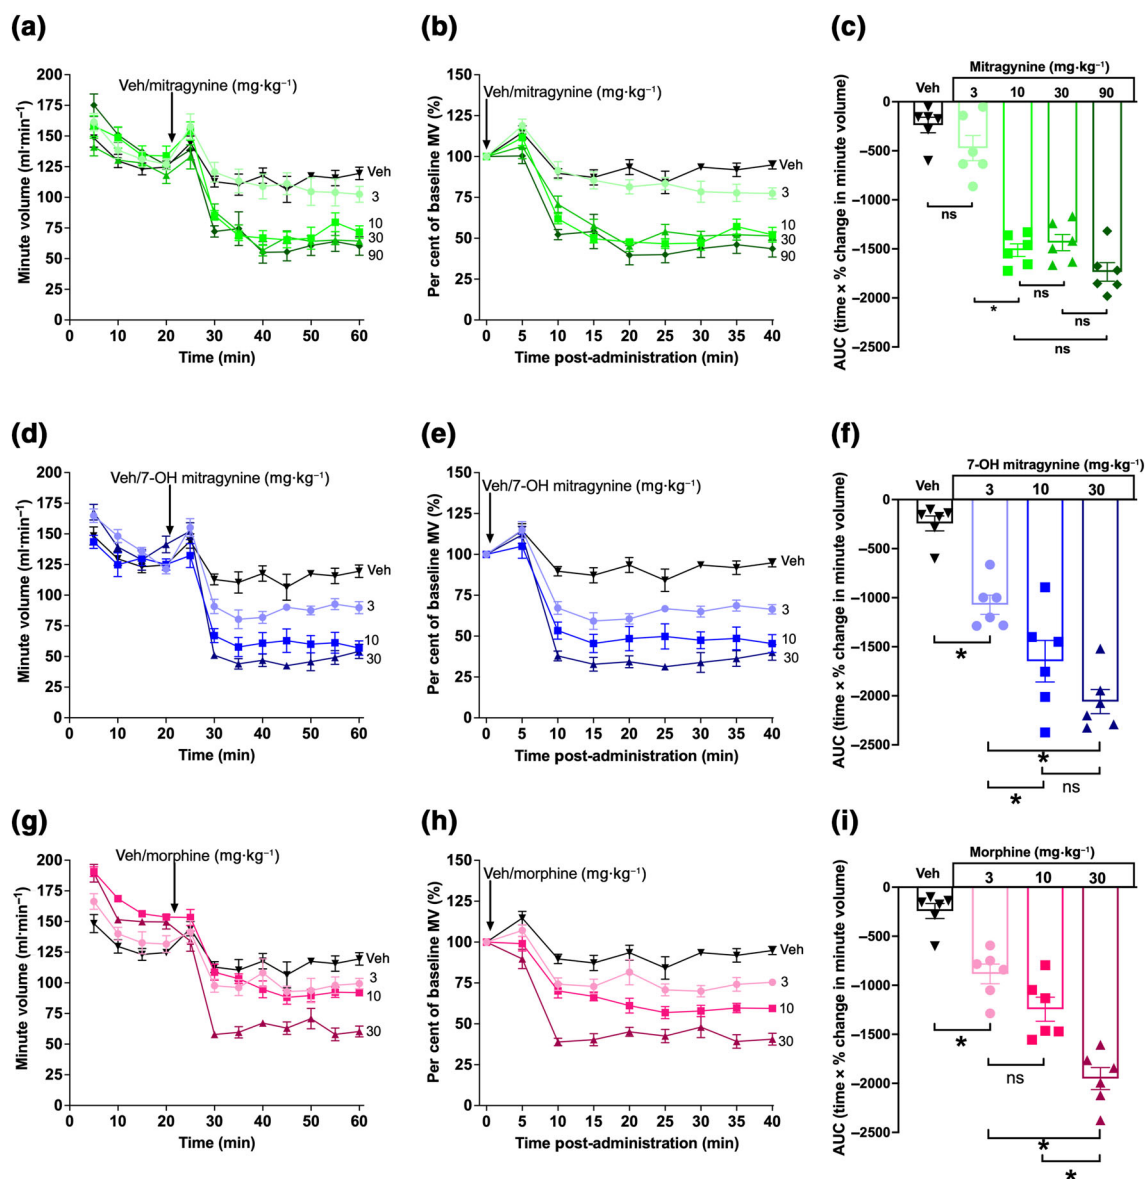 (a)
Veh/mitragynine (mg·kg⁻¹)
Minute volume (ml·min⁻¹)
200
175
150
125
100
75
50
25
0
Veh
3
10
30
90
0 10 20 30 40 50 60
Time (min)
(b)
Veh/mitragynine (mg·kg⁻¹)
Per cent of baseline MV (%)
150
125
100
75
50
25
0
Veh
3
10
30
90
0 5 10 15 20 25 30 35 40
Time post-administration (min)
(c)
Mitragynine (mg·kg⁻¹)
Veh 3 10 30 90
AUC (time × % change in minute volume)
0
−500
−1000
−1500
−2000
−2500
ns
*
ns
ns
ns
(d)
Veh/7-OH mitragynine (mg·kg⁻¹)
Minute volume (ml·min⁻¹)
200
175
150
125
100
75
50
25
0
Veh
3
10
30
0 10 20 30 40 50 60
Time (min)
(e)
Veh/7-OH mitragynine (mg·kg⁻¹)
Per cent of baseline MV (%)
150
125
100
75
50
25
0
Veh
3
10
30
0 5 10 15 20 25 30 35 40
Time post-administration (min)
(f)
7-OH mitragynine (mg·kg⁻¹)
Veh 3 10 30
AUC (time × % change in minute volume)
0
−500
−1000
−1500
−2000
−2500
*
*
ns
*
(g)
Veh/morphine (mg·kg⁻¹)
Minute volume (ml·min⁻¹)
200
175
150
125
100
75
50
25
0
Veh
3
10
30
0 10 20 30 40 50 60
Time (min)
(h)
Veh/morphine (mg·kg⁻¹)
Per cent of baseline MV (%)
150
125
100
75
50
25
0
Veh
3
10
30
0 5 10 15 20 25 30 35 40
Time post-administration (min)
(i)
Morphine (mg·kg⁻¹)
Veh 3 10 30
AUC (time × % change in minute volume)
0
−500
−1000
−1500
−2000
−2500
*
ns
*
*